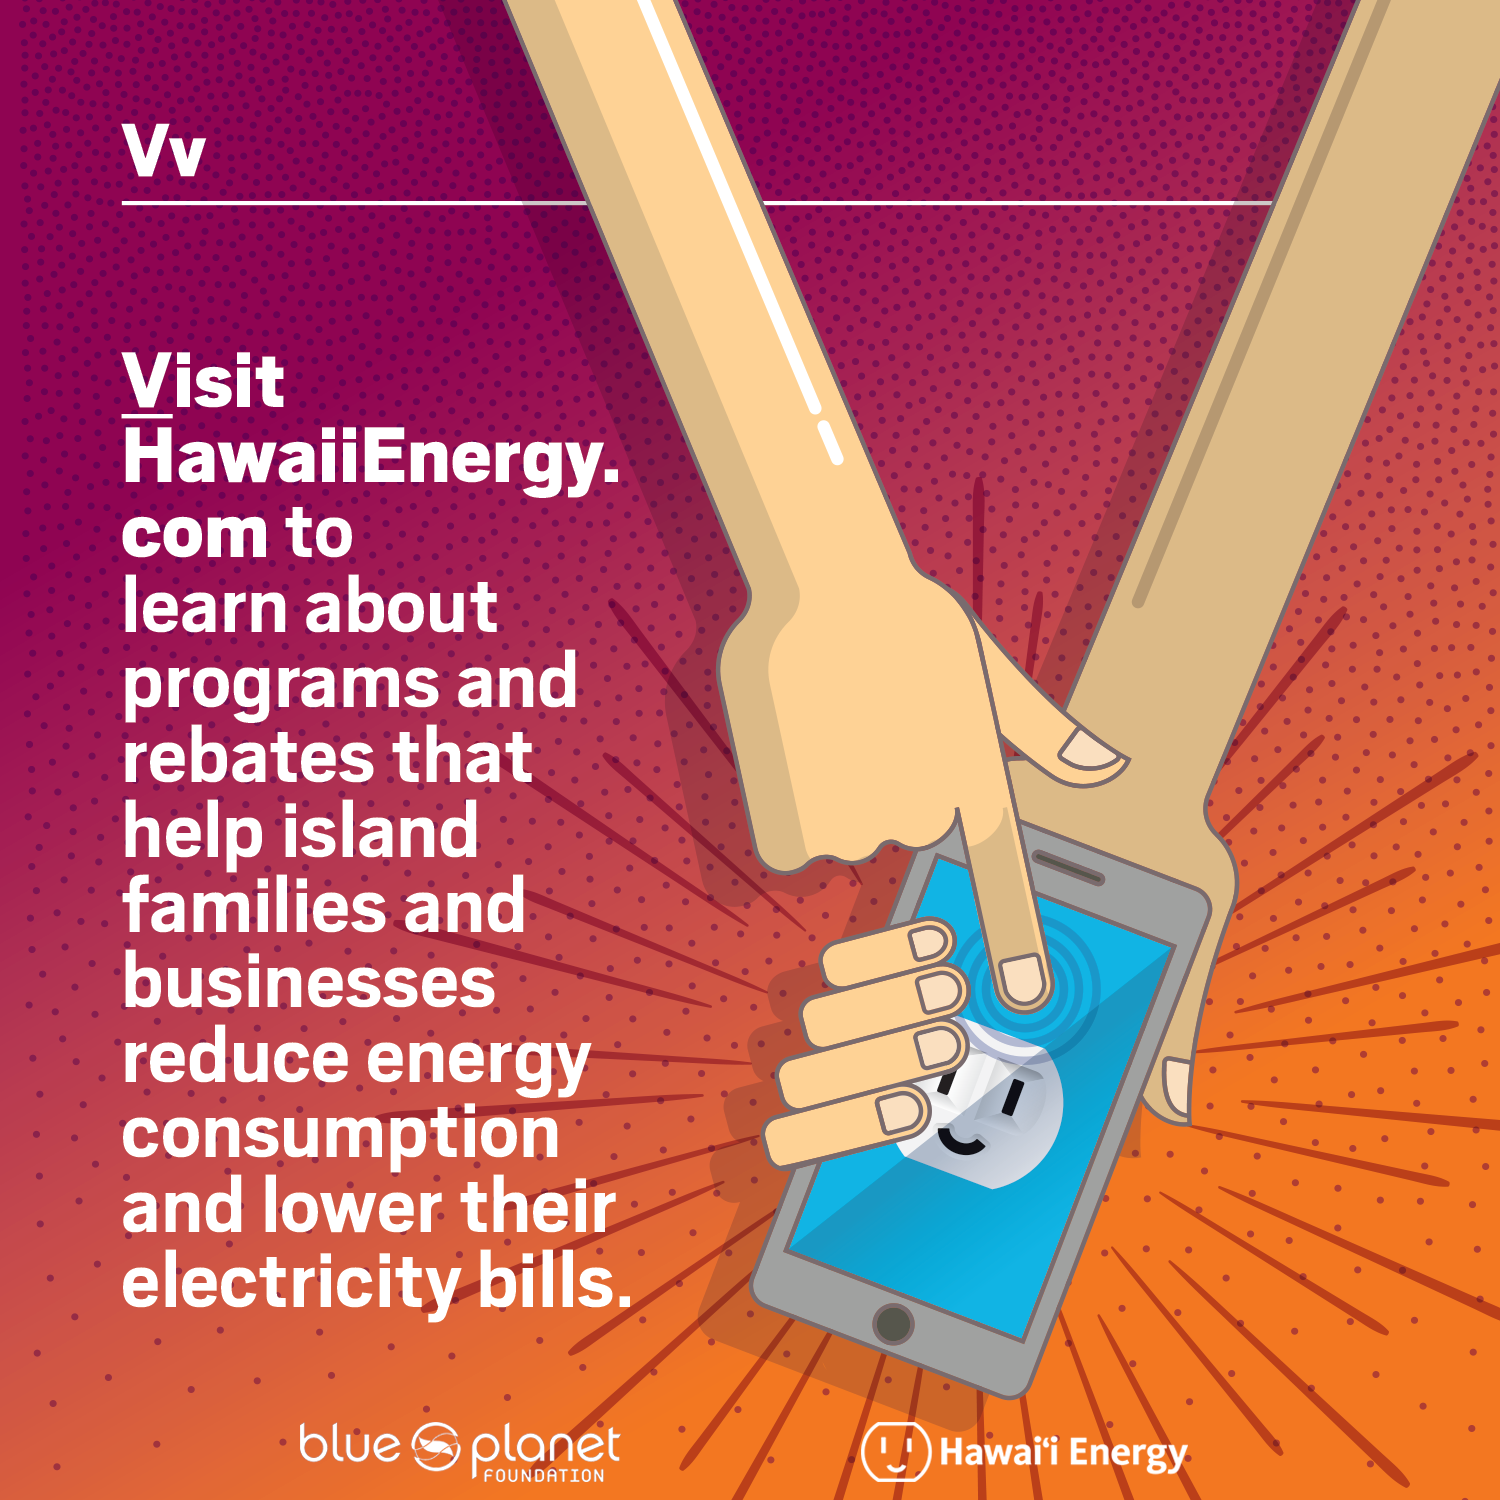 Vv
Visit
HawaiiEnergy.
com to
learn about
programs and
rebates that
help island
families and
businesses
reduce energy
consumption
and lower their
electricity bills.
blue planet
FOUNDATION
Hawai‘i Energy